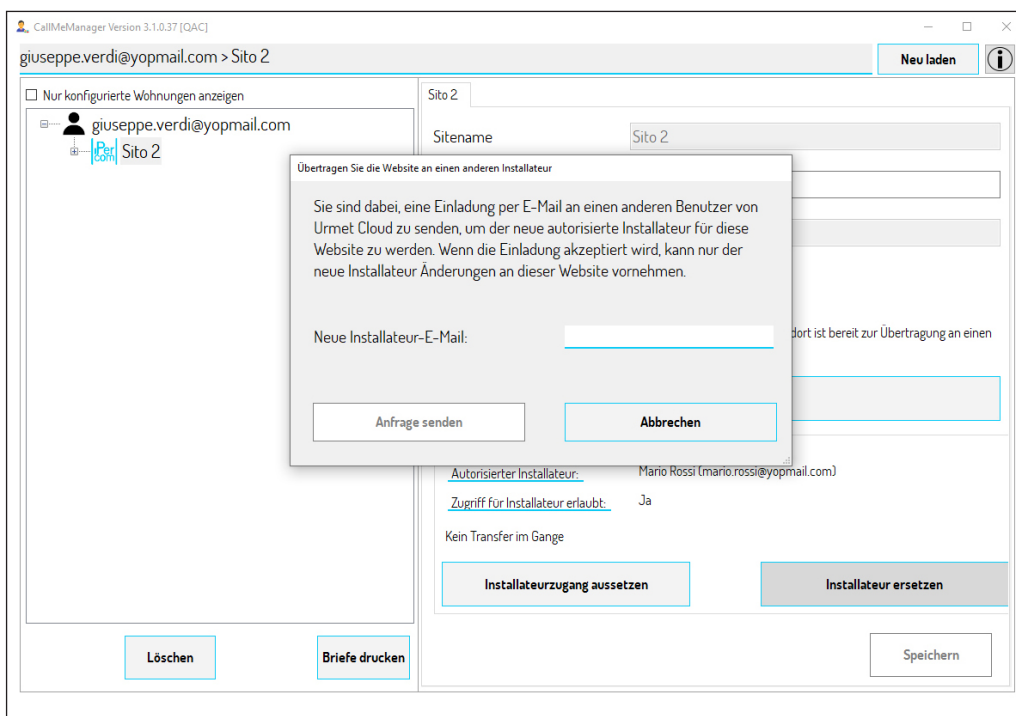 CallMeManager Version 3.1.0.37 [QAC]
giuseppe.verdi@yopmail.com > Sito 2
Neu laden
Nur konfigurierte Wohnungen anzeigen
giuseppe.verdi@yopmail.com
iPer
com
Sito 2
Sito 2
Sitename
Sito 2
Übertragen Sie die Website an einen anderen Installateur
Sie sind dabei, eine Einladung per E-Mail an einen anderen Benutzer von
Urmet Cloud zu senden, um der neue autorisierte Installateur für diese
Website zu werden. Wenn die Einladung akzeptiert wird, kann nur der
neue Installateur Änderungen an dieser Website vornehmen.
Neue Installateur-E-Mail:
Anfrage senden
Abbrechen
dort ist bereit zur Übertragung an einen
Autorisierter Installateur:
Mario Rossi (mario.rossi@yopmail.com)
Zugriff für Installateur erlaubt:
Ja
Kein Transfer im Gange
Installateurzugang aussetzen
Installateur ersetzen
Löschen
Briefe drucken
Speichern